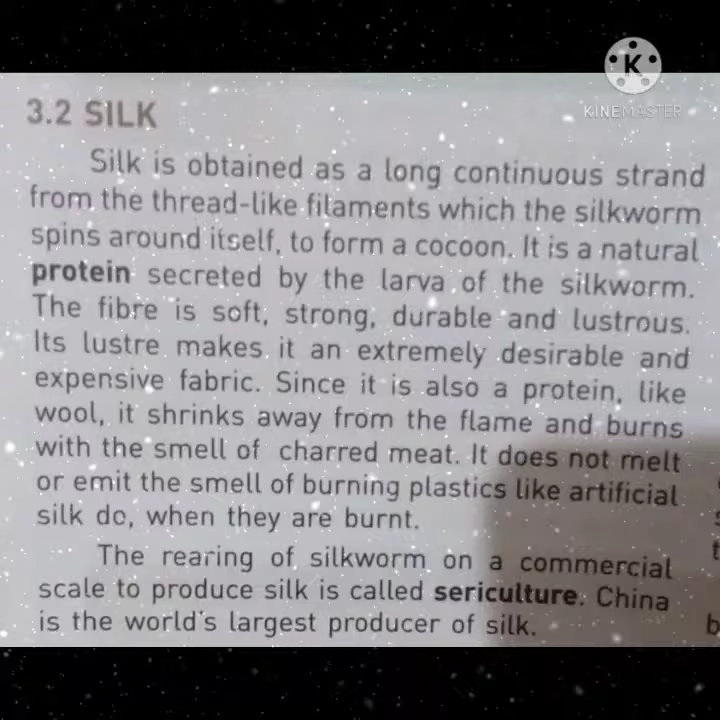 K
KINEMASTER
3.2 SILK
Silk is obtained as a long continuous strand
from the thread-like filaments which the silkworm
spins around itself, to form a cocoon. It is a natural
protein secreted by the larva of the silkworm.
The fibre is soft, strong, durable and lustrous.
Its lustre makes it an extremely desirable and
expensive fabric. Since it is also a protein, like
wool, it shrinks away from the flame and burns
with the smell of charred meat. It does not melt
or emit the smell of burning plastics like artificial
silk do, when they are burnt.
The rearing of silkworm on a commercial
scale to produce silk is called sericulture. China
is the world's largest producer of silk.